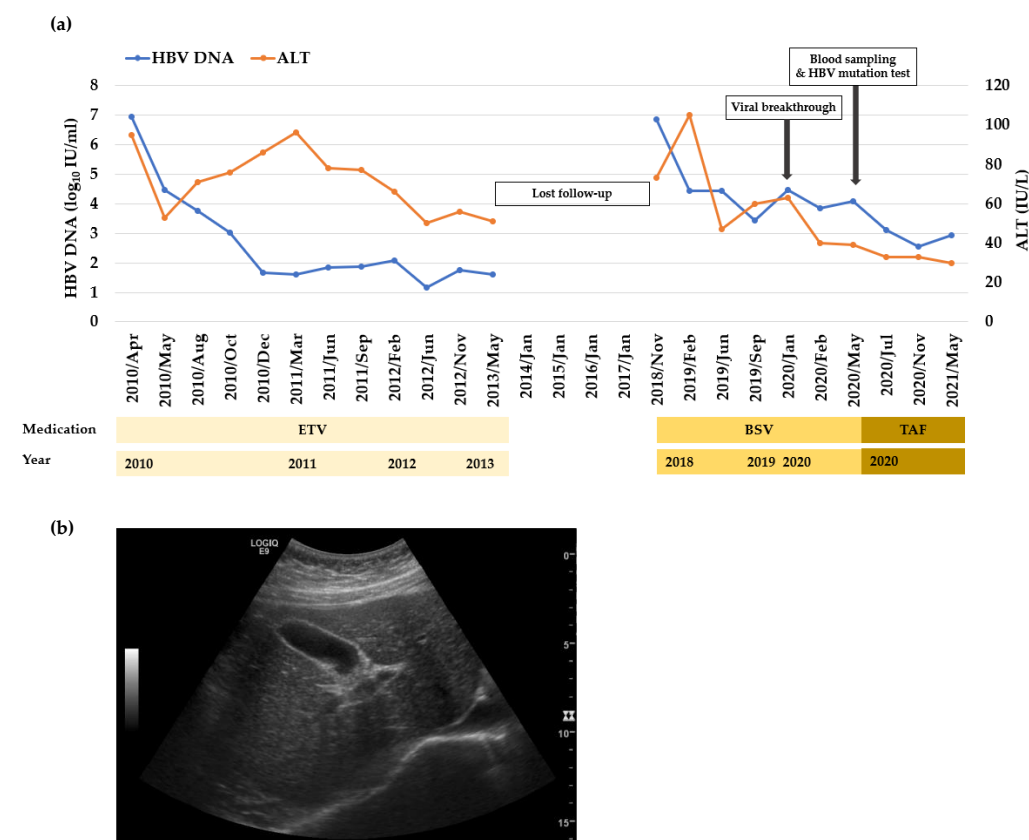 (a)
HBV DNA ALT
Blood sampling
& HBV mutation test
Viral breakthrough
Lost follow-up
HBV DNA (log10 IU/ml)
8
7
6
5
4
3
2
1
0
120
100
80
60
40
20
0
ALT (IU/L)
2010/Apr
2010/May
2010/Aug
2010/Oct
2010/Dec
2011/Mar
2011/Jun
2011/Sep
2012/Feb
2012/Jun
2012/Nov
2013/May
2014/Jan
2015/Jan
2016/Jan
2017/Jan
2018/Nov
2019/Feb
2019/Jun
2019/Sep
2020/Jan
2020/Feb
2020/May
2020/Jul
2020/Nov
2021/May
Medication ETV BSV TAF
Year 2010 2011 2012 2013 2018 2019 2020 2020
(b)
LOGIQ
E9
0
5
10
15